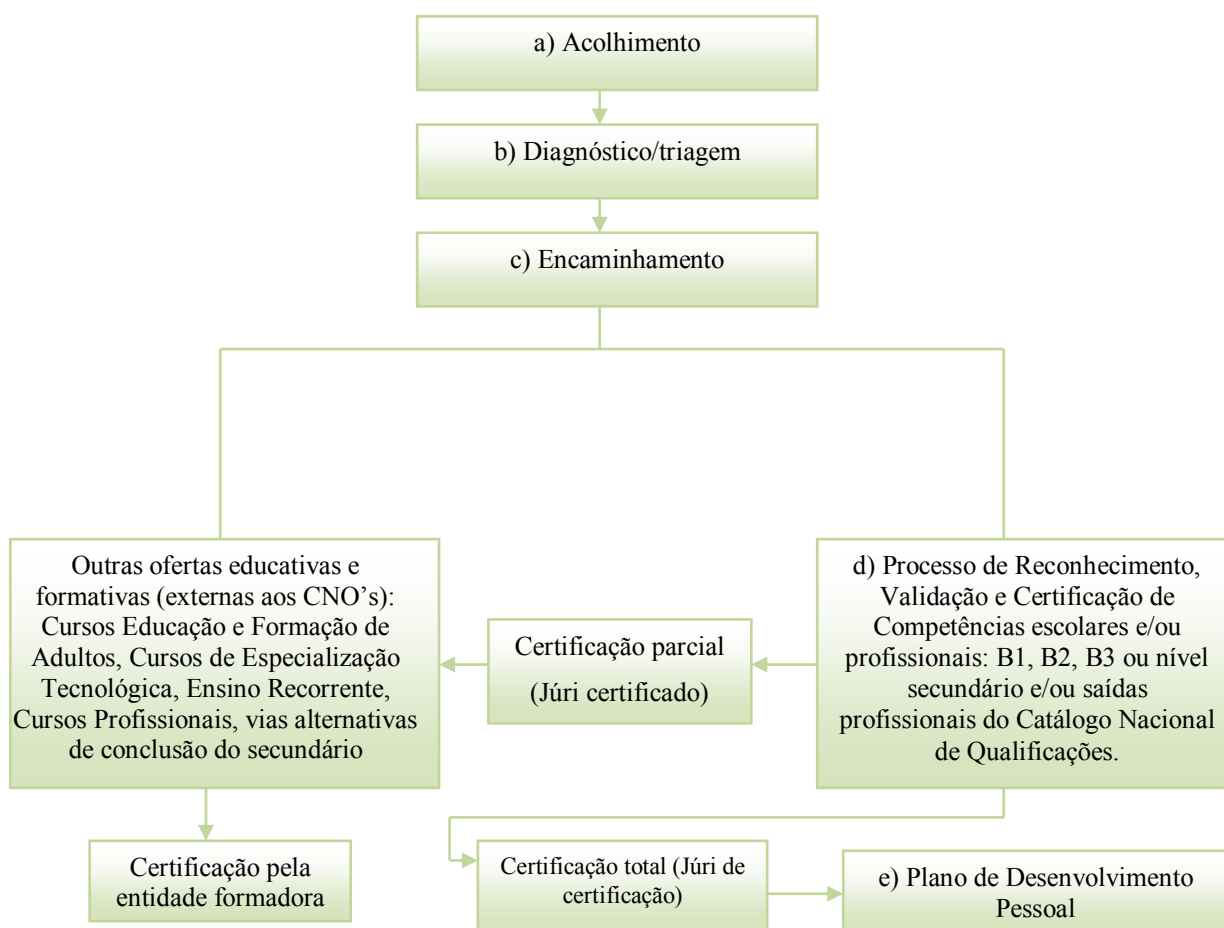 a) Acolhimento
b) Diagnóstico/triagem
c) Encaminhamento
Outras ofertas educativas e
formativas (externas aos CNO’s):
Cursos Educação e Formação de
Adultos, Cursos de Especialização
Tecnológica, Ensino Recorrente,
Cursos Profissionais, vias alternativas
de conclusão do secundário
Certificação parcial
(Júri certificado)
d) Processo de Reconhecimento,
Validação e Certificação de
Competências escolares e/ou
profissionais: B1, B2, B3 ou nível
secundário e/ou saídas
profissionais do Catálogo Nacional
de Qualificações.
Certificação pela
entidade formadora
Certificação total (Júri de
certificação)
e) Plano de Desenvolvimento
Pessoal